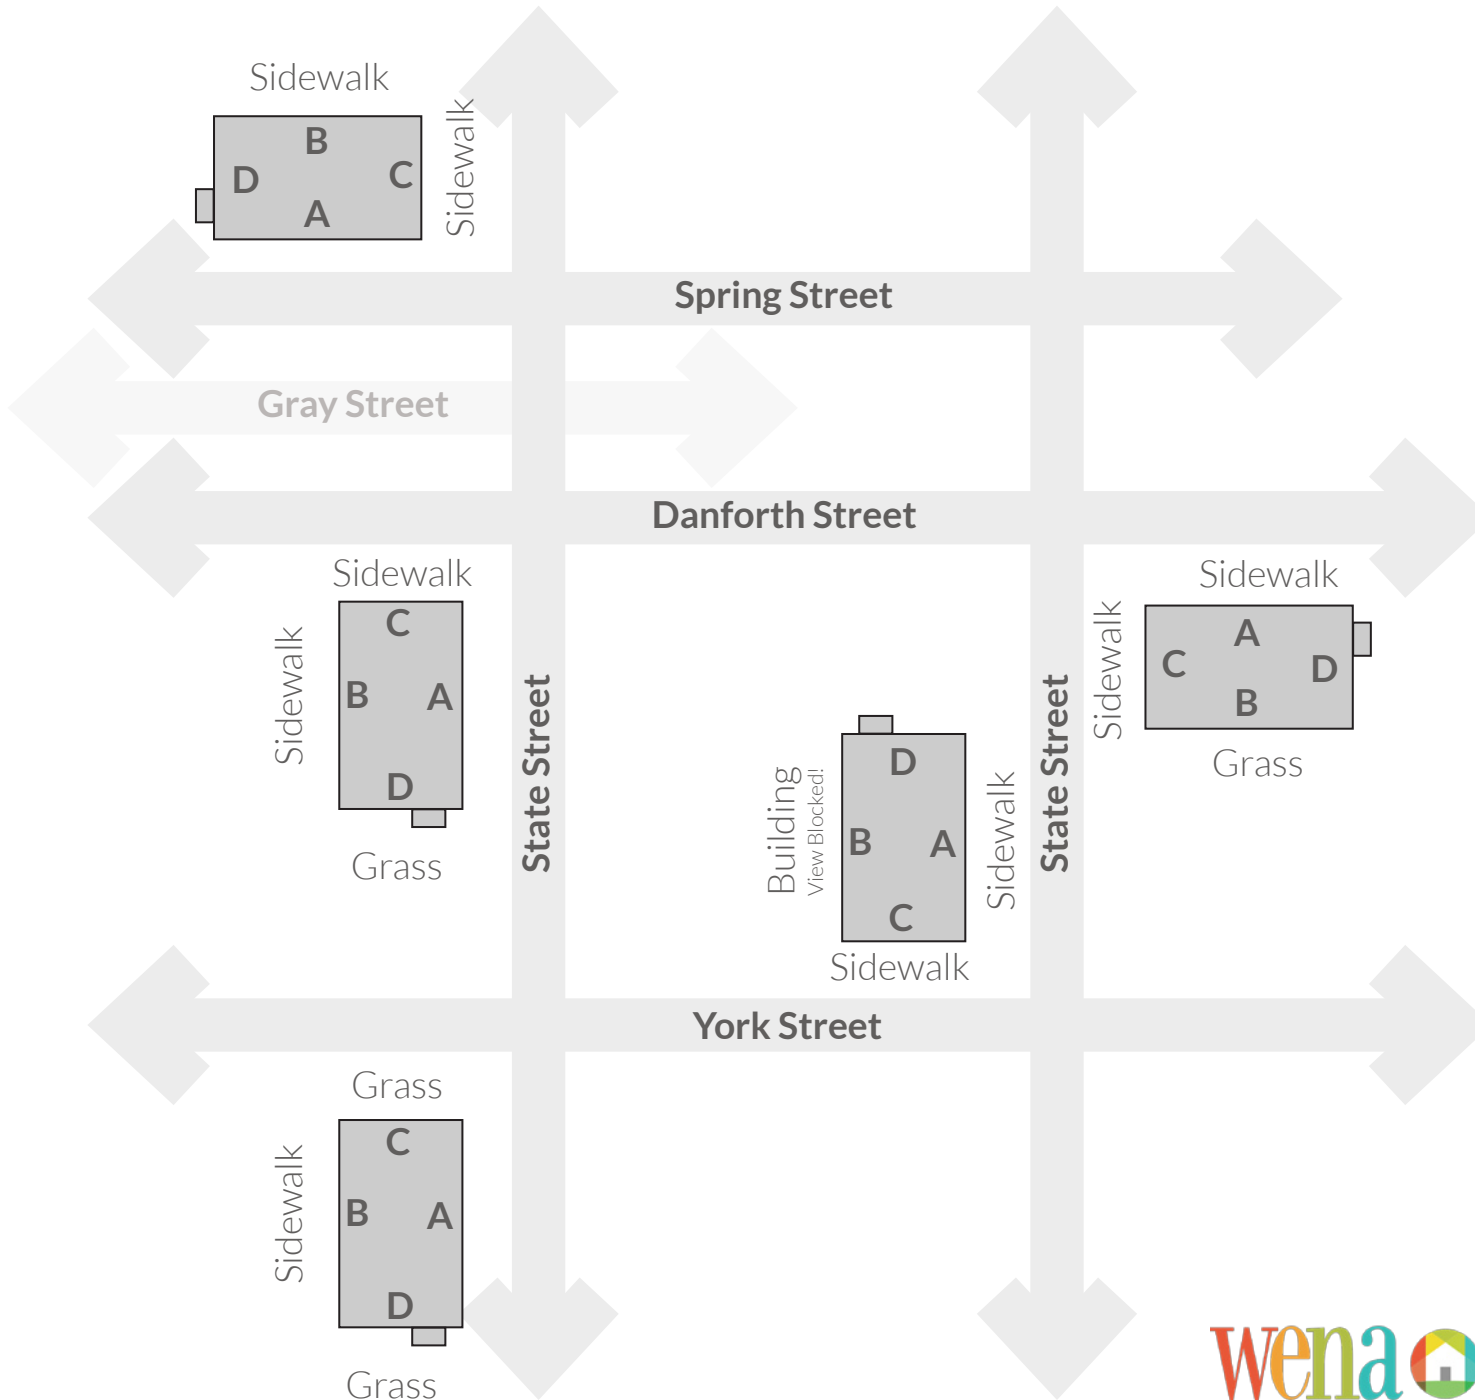 Sidewalk
Sidewalk
B
D
C
A
Spring Street
Gray Street
Danforth Street
Sidewalk
Sidewalk
C
B
A
D
Grass
State Street
Building
View Blocked!
D
B
A
C
Sidewalk
Sidewalk
State Street
Sidewalk
Sidewalk
A
C
D
B
Grass
York Street
Grass
Sidewalk
C
B
A
D
Grass
wena